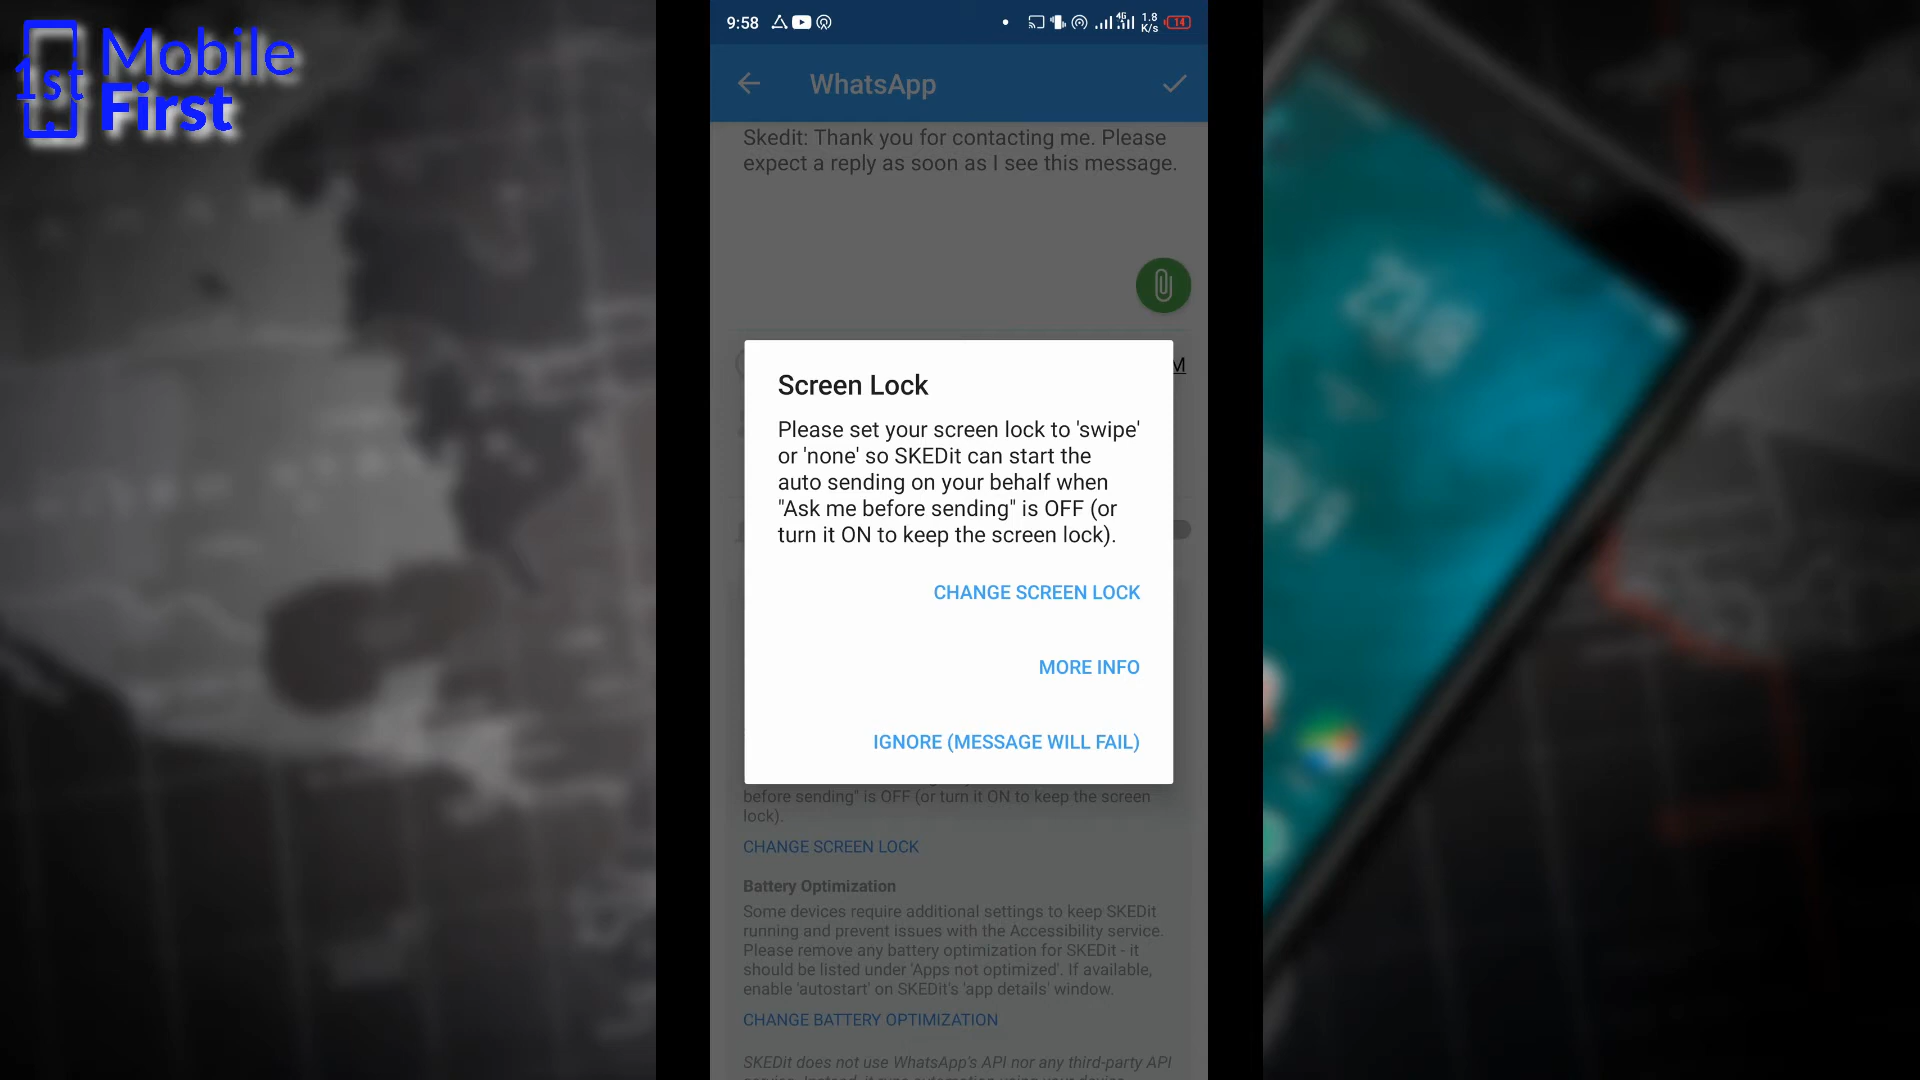 1st Mobile
First
9:58
4G
1.8
K/s
14
WhatsApp
Skedit: Thank you for contacting me. Please
expect a reply as soon as I see this message.
M
Screen Lock
Please set your screen lock to 'swipe'
or 'none' so SKEDit can start the
auto sending on your behalf when
"Ask me before sending" is OFF (or
turn it ON to keep the screen lock).
CHANGE SCREEN LOCK
MORE INFO
IGNORE (MESSAGE WILL FAIL)
before sending" is OFF (or turn it ON to keep the screen
lock).
CHANGE SCREEN LOCK
Battery Optimization
Some devices require additional settings to keep SKEDit
running and prevent issues with the Accessibility service.
Please remove any battery optimization for SKEDit - it
should be listed under 'Apps not optimized'. If available,
enable 'autostart' on SKEDit's 'app details' window.
CHANGE BATTERY OPTIMIZATION
SKEDit does not use WhatsApp's API nor any third-party API